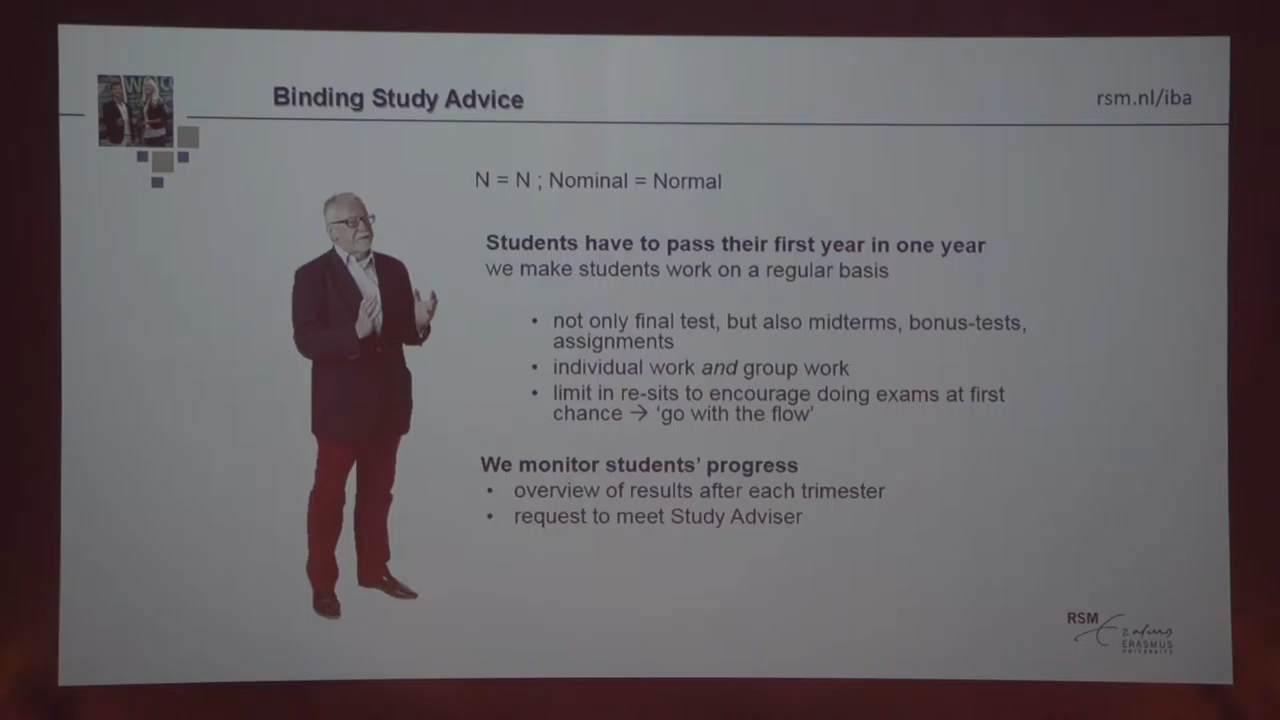 Binding Study Advice
rsm.nl/iba
N = N ; Nominal = Normal
Students have to pass their first year in one year
we make students work on a regular basis
• not only final test, but also midterms, bonus-tests,
assignments
• individual work and group work
• limit in re-sits to encourage doing exams at first
chance → ‘go with the flow’
We monitor students’ progress
• overview of results after each trimester
• request to meet Study Adviser
RSM
Erasmus
ERASMUS
UNIVERSITY